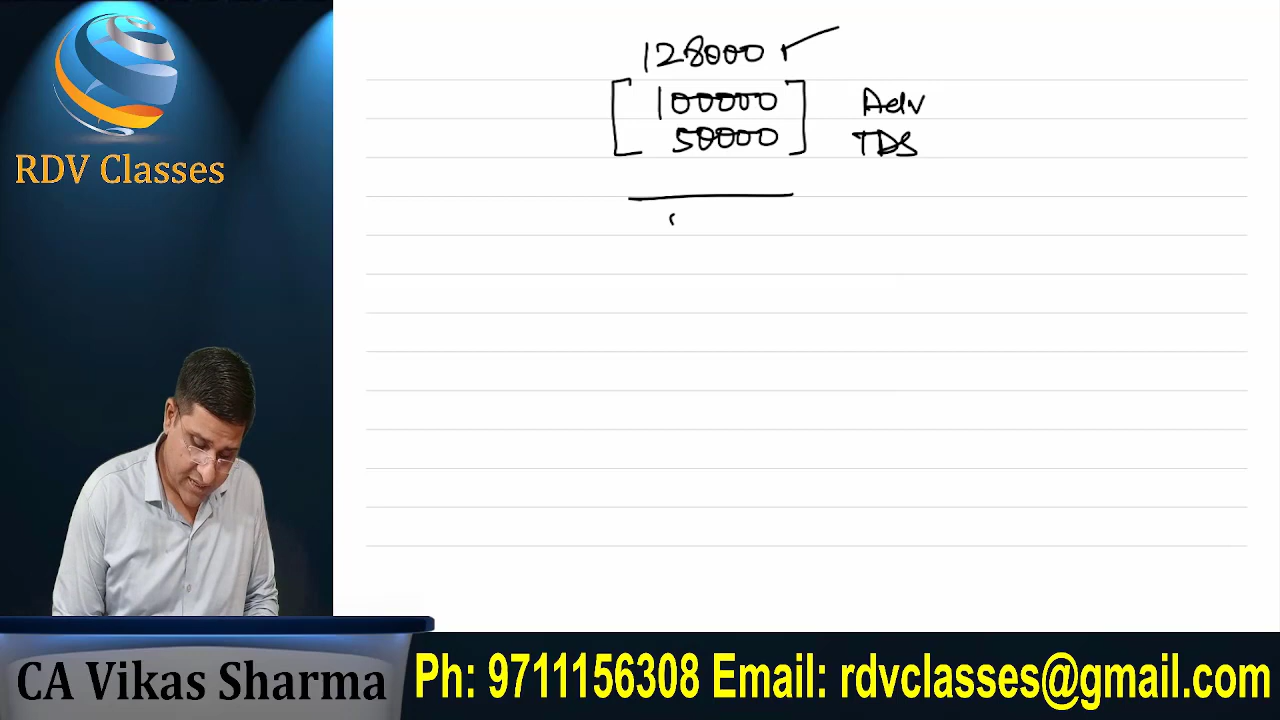 RDV Classes
128000 ✓
[ 100000 ] Adv
[ 50000 ] TDS
CA Vikas Sharma
Ph: 9711156308 Email: rdvclasses@gmail.com